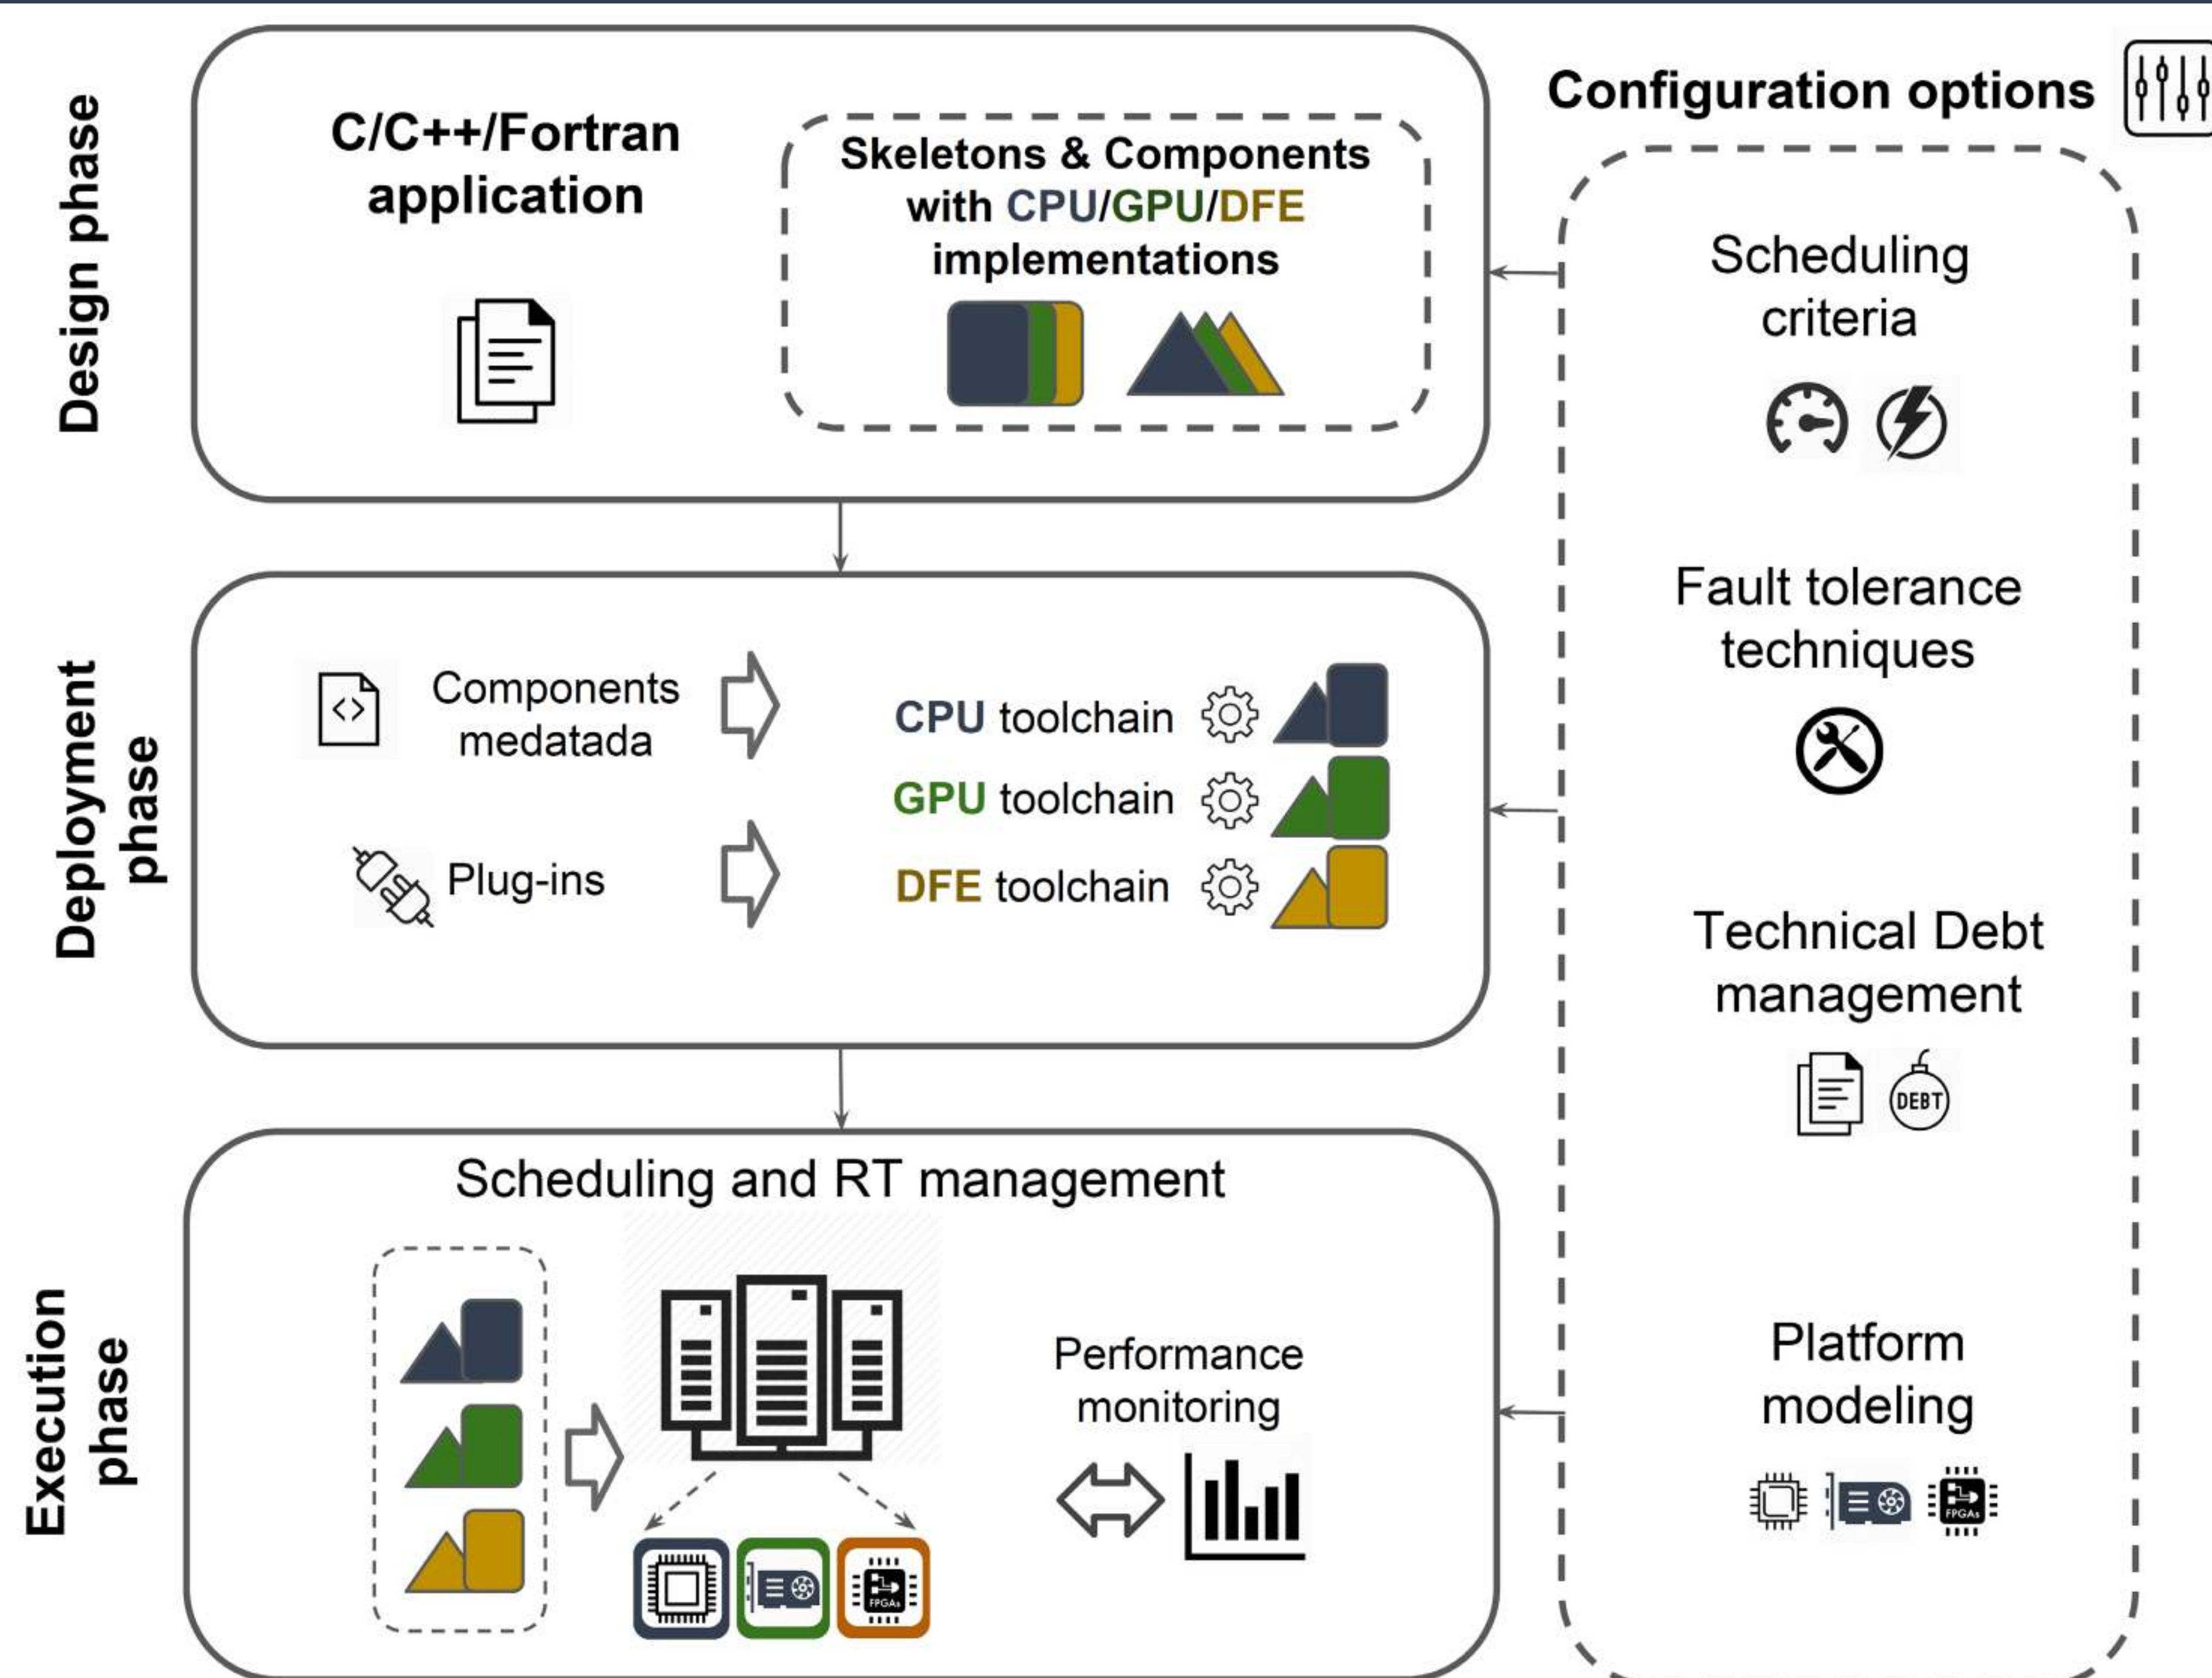 Design phase
C/C++/Fortran
application
Skeletons & Components
with CPU/GPU/DFE
implementations
Configuration options
Scheduling
criteria
Fault tolerance
techniques
Technical Debt
management
DEBT
Platform
modeling
FPGAs
Deployment
phase
Components
medatada
Plug-ins
CPU toolchain
GPU toolchain
DFE toolchain
Execution
phase
Scheduling and RT management
Performance
monitoring
FPGAs